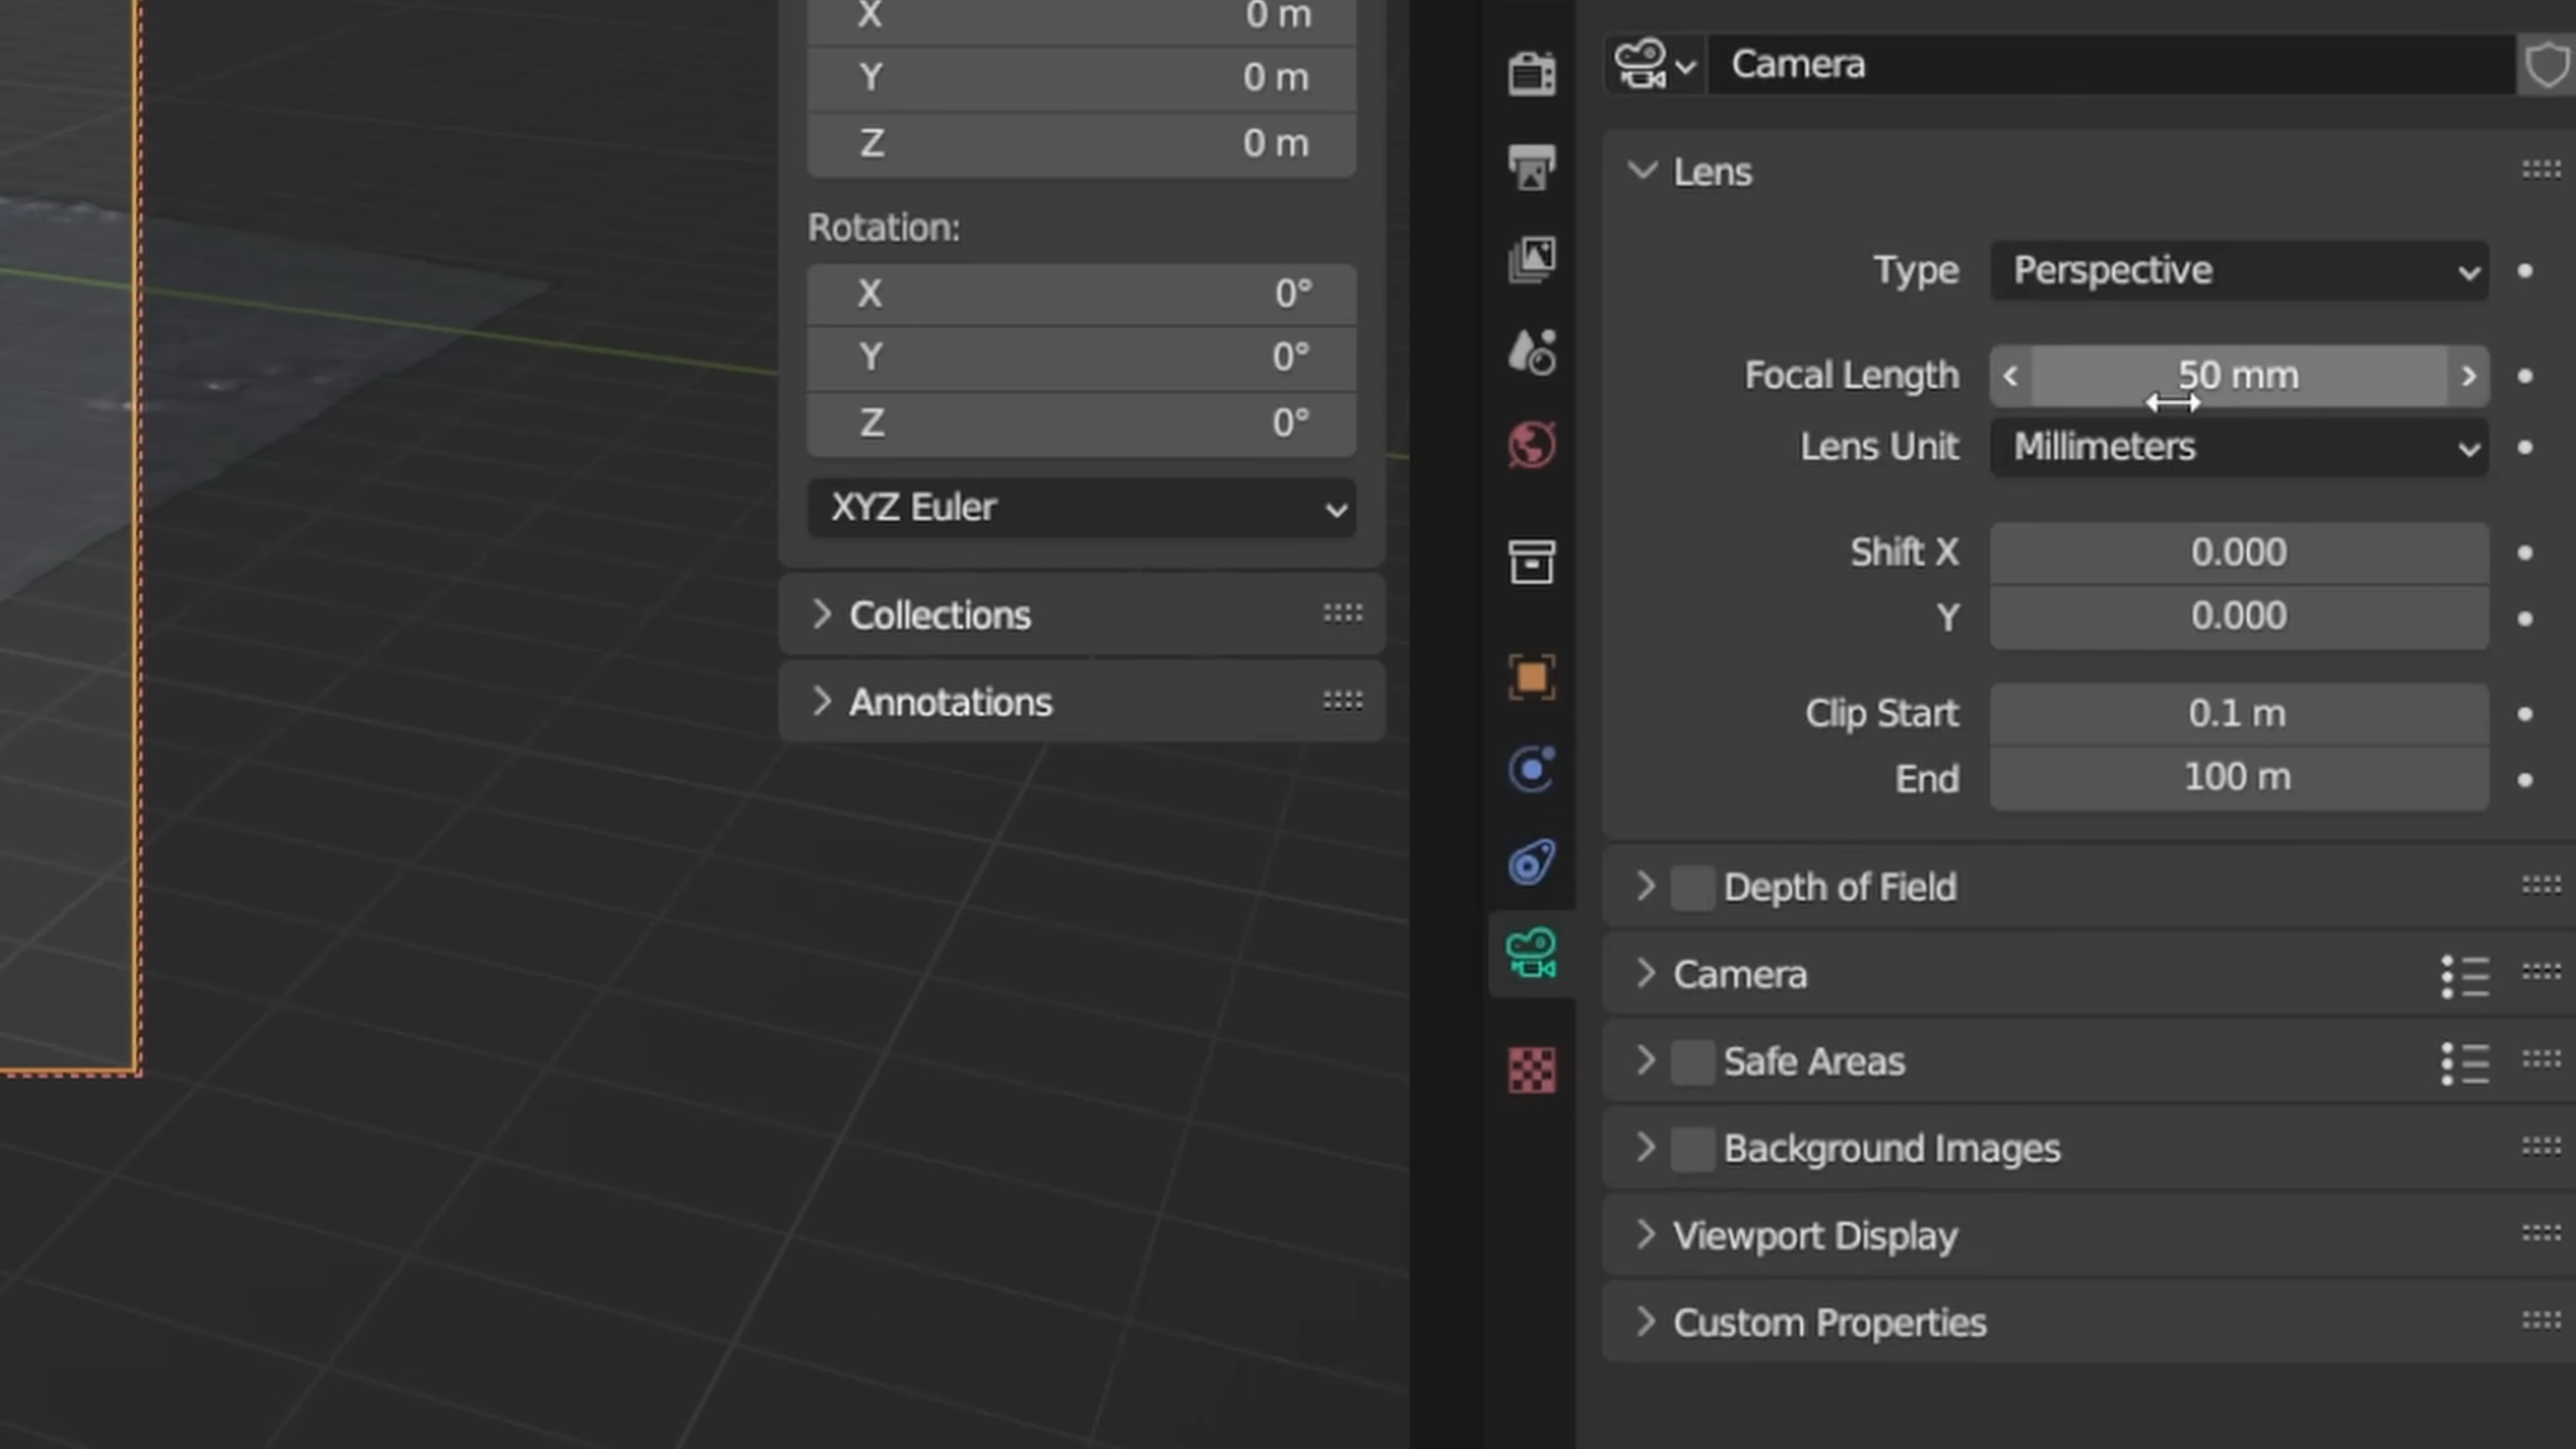 X 0 m
Y 0 m
Z 0 m
Rotation:
X 0°
Y 0°
Z 0°
XYZ Euler
Collections
Annotations
Camera
Lens
Type Perspective
Focal Length 50 mm
Lens Unit Millimeters
Shift X 0.000
Y 0.000
Clip Start 0.1 m
End 100 m
Depth of Field
Camera
Safe Areas
Background Images
Viewport Display
Custom Properties